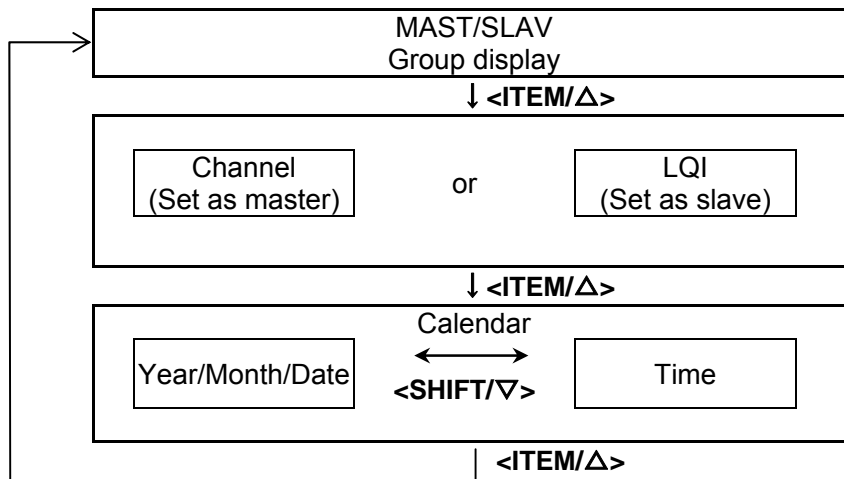 MAST/SLAV
Group display
↓ <ITEM/△>
Channel
(Set as master)
or
LQI
(Set as slave)
↓ <ITEM/△>
Calendar
Year/Month/Date
<SHIFT/▽>
Time
<ITEM/△>